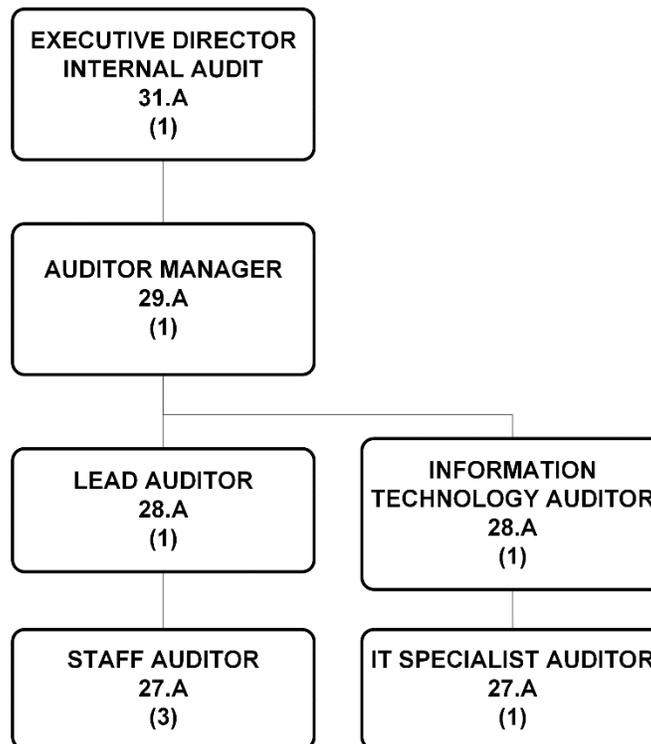 EXECUTIVE DIRECTOR
INTERNAL AUDIT
31.A
(1)
AUDITOR MANAGER
29.A
(1)
LEAD AUDITOR
28.A
(1)
INFORMATION
TECHNOLOGY AUDITOR
28.A
(1)
STAFF AUDITOR
27.A
(3)
IT SPECIALIST AUDITOR
27.A
(1)